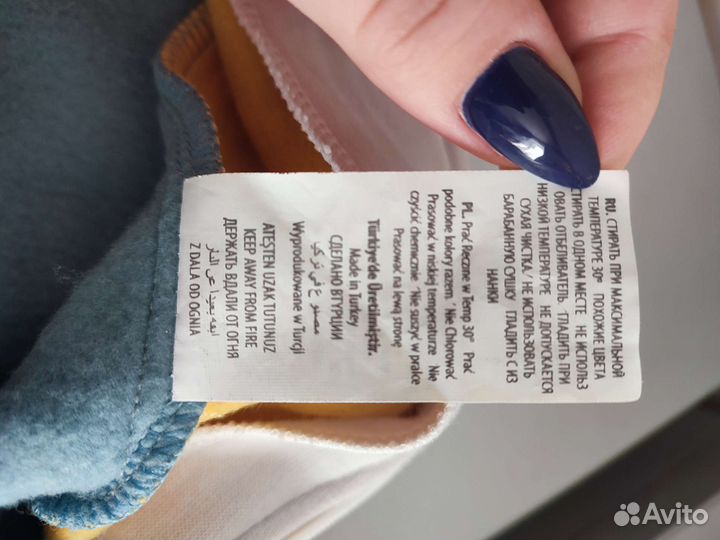 RU. СТИРАТЬ ПРИ МАКСИМАЛЬНОЙ
ТЕМПЕРАТУРЕ 30° ПОХОЖИЕ ЦВЕТА
СТИРАТЬ В ОДНОМ МЕСТЕ НЕ ИСПОЛЬЗ
ОВАТЬ ОТБЕЛИВАТЕЛЬ ‘ГЛАДИТЬ ПРИ
НИЗКОЙ ТЕМПЕРАТУРЕ НЕ ДОПУСКАЕТСЯ
СУХАЯ ЧИСТКА.’ НЕ ИСПОЛЬЗОВАТЬ
БАРАБАННУЮ СУШКУ ‘ГЛАДИТЬ С ИЗ
НАНКИ
PL. Prać Ręczne w Temp 30° Prać
podobne kolory razem.’ Nie Chlorować
Prasować w niskiej temperaturze Nie
czyścić chemicznie ‘Nie suszyć w pralce
Prasować na lewą stronę
Türkiye'de Üretilmiştir.
Made in Turkey
СДЕЛАНО ВТУРЦИИ
مصنوع في تركيا
Wyprodukowane w Turcji
ATEŞTEN UZAK TUTUNUZ
KEEP AWAY FROM FIRE
ДЕРЖАТЬ ВДАЛИ ОТ ОГНЯ
ابعه بعيدا عن النار
Z DALA OD OGNIA
Avito